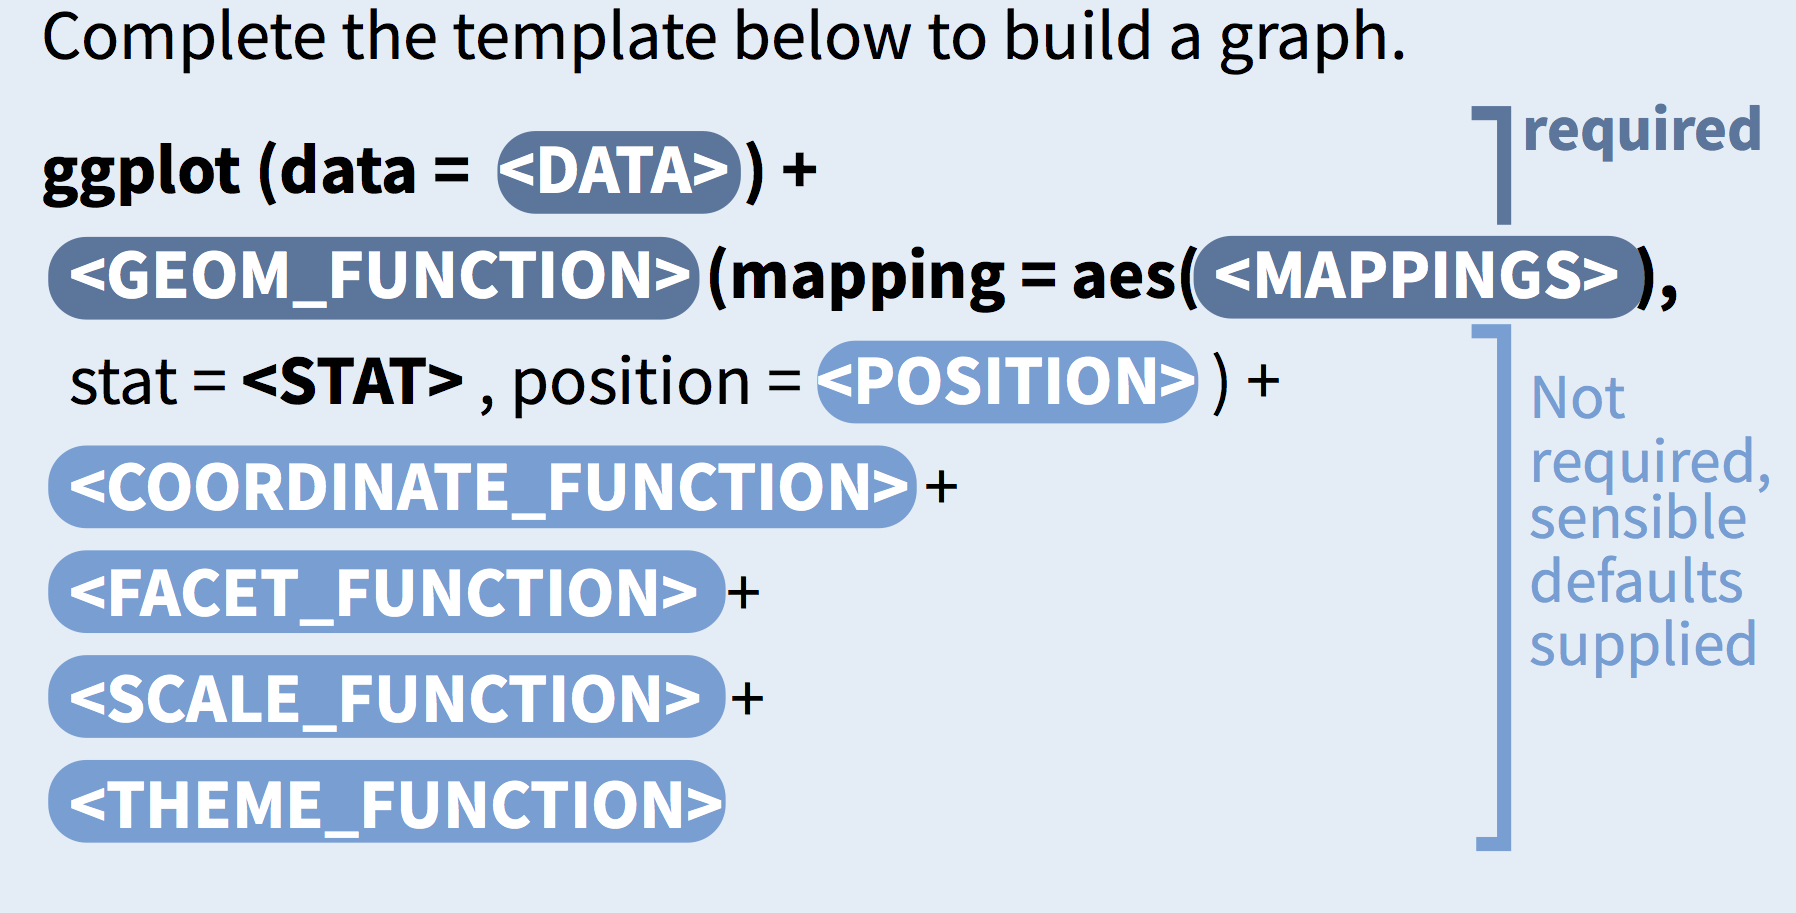 Complete the template below to build a graph.
ggplot (data = <DATA>) +
<GEOM_FUNCTION>(mapping = aes(<MAPPINGS>),
stat = <STAT> , position = <POSITION> ) +
<COORDINATE_FUNCTION> +
<FACET_FUNCTION> +
<SCALE_FUNCTION> +
<THEME_FUNCTION>
required
Not
required,
sensible
defaults
supplied